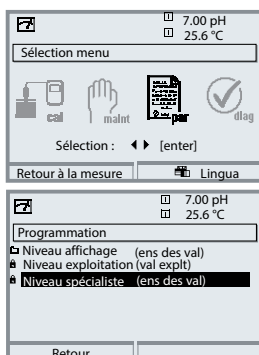 7.00 pH
25.6 °C
Sélection menu
cal maint par diag
Sélection : [enter]
Retour à la mesure Lingua
7.00 pH
25.6 °C
Programmation
Niveau affichage (ens des val)
Niveau exploitation (val explt)
Niveau spécialiste (ens des val)
Retour